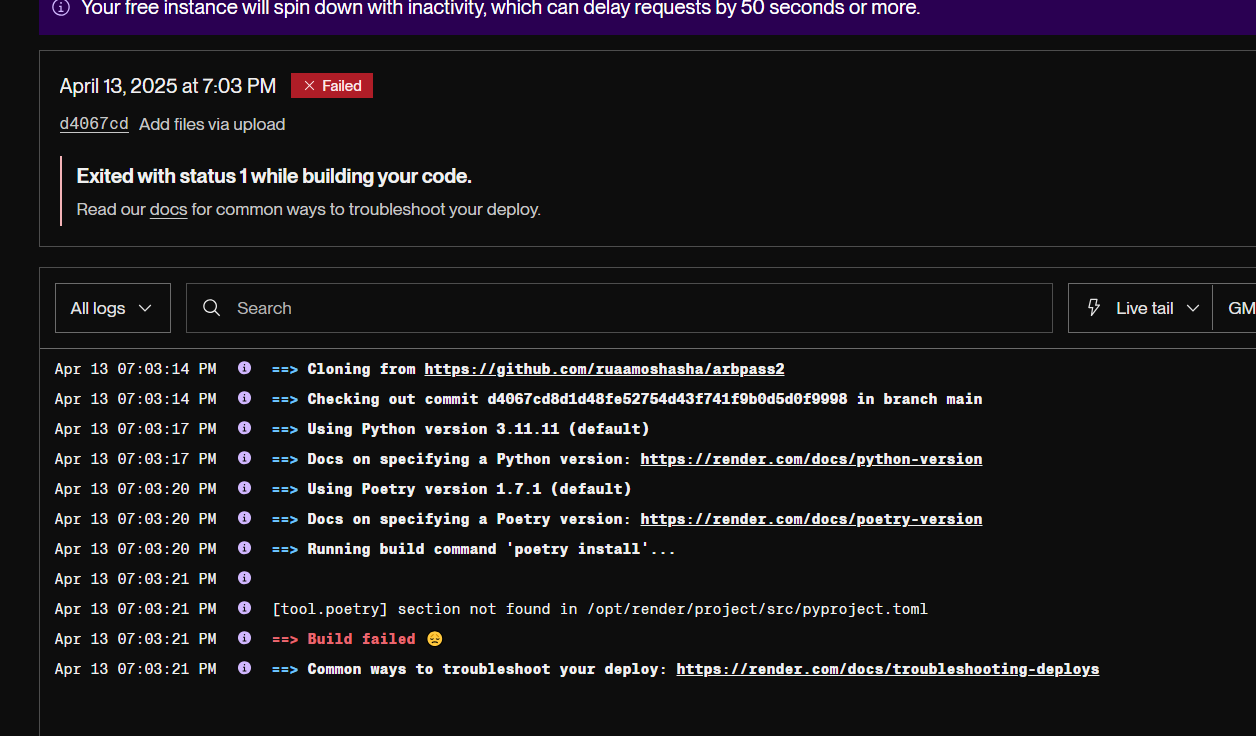 Your free instance will spin down with inactivity, which can delay requests by 50 seconds or more.
April 13, 2025 at 7:03 PM Failed
d4067cd Add files via upload
Exited with status 1 while building your code.
Read our docs for common ways to troubleshoot your deploy.
All logs Search Live tail GM
Apr 13 07:03:14 PM ==> Cloning from https://github.com/ruaamoshasha/arbpass2
Apr 13 07:03:14 PM ==> Checking out commit d4067cd8d1d48fe52754d43f741f9b0d5d0f9998 in branch main
Apr 13 07:03:17 PM ==> Using Python version 3.11.11 (default)
Apr 13 07:03:17 PM ==> Docs on specifying a Python version: https://render.com/docs/python-version
Apr 13 07:03:20 PM ==> Using Poetry version 1.7.1 (default)
Apr 13 07:03:20 PM ==> Docs on specifying a Poetry version: https://render.com/docs/poetry-version
Apr 13 07:03:20 PM ==> Running build command 'poetry install'...
Apr 13 07:03:21 PM
Apr 13 07:03:21 PM [tool.poetry] section not found in /opt/render/project/src/pyproject.toml
Apr 13 07:03:21 PM ==> Build failed 😞
Apr 13 07:03:21 PM ==> Common ways to troubleshoot your deploy: https://render.com/docs/troubleshooting-deploys